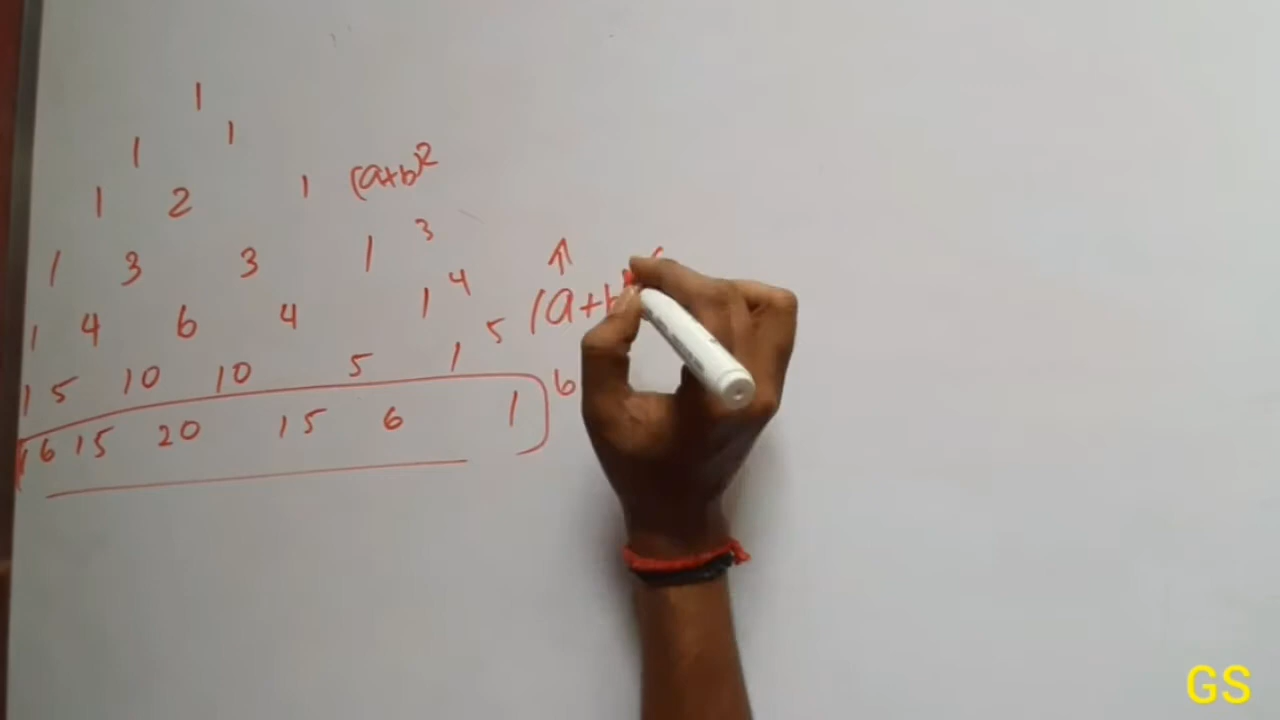 1
1 1
1 2 1 (a+b)²
1 3 3 1 3
1 4 6 4 1 4
1 5 10 10 5 1 5
1 6 15 20 15 6 1 6
↑
(a+b
GS